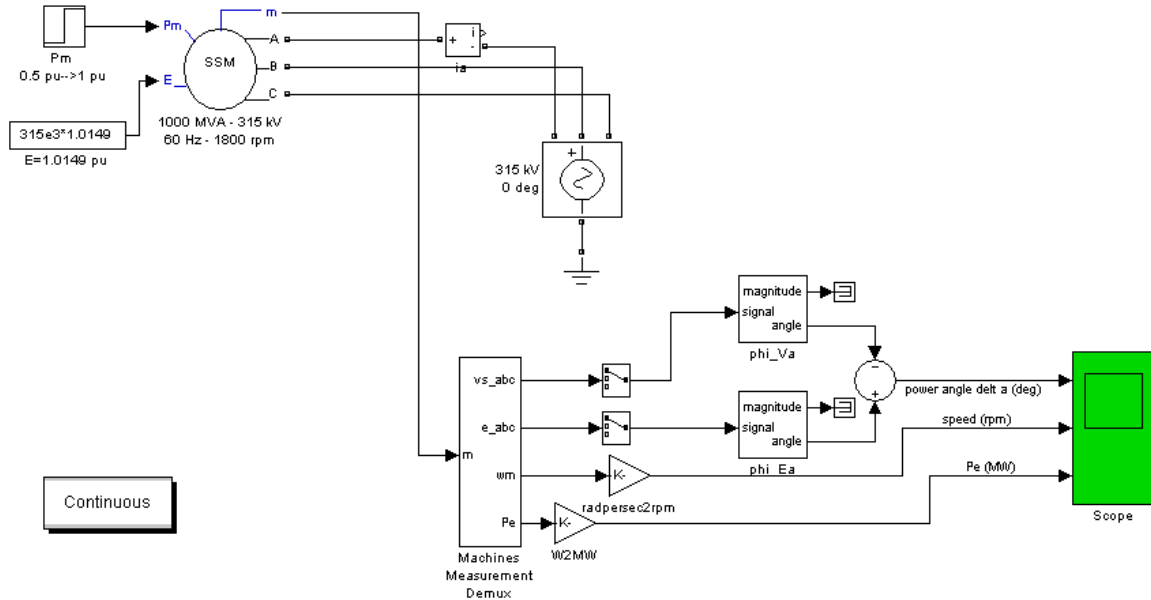 m
Pm
A
+
i
-
SSM
Pm
0.5 pu-->1 pu
ia
B
E
C
315e3*1.0149
E=1.0149 pu
1000 MVA - 315 kV
60 Hz - 1800 rpm
+
315 kV
0 deg
magnitude
signal
angle
phi_Va
vs_abc
-
power angle delt a (deg)
+
magnitude
signal
angle
e_abc
speed (rpm)
m
phi_Ea
wm
K-
Pe (MW)
radpersec2rpm
Continuous
Pe
K-
Scope
W2MW
Machines
Measurement
Demux